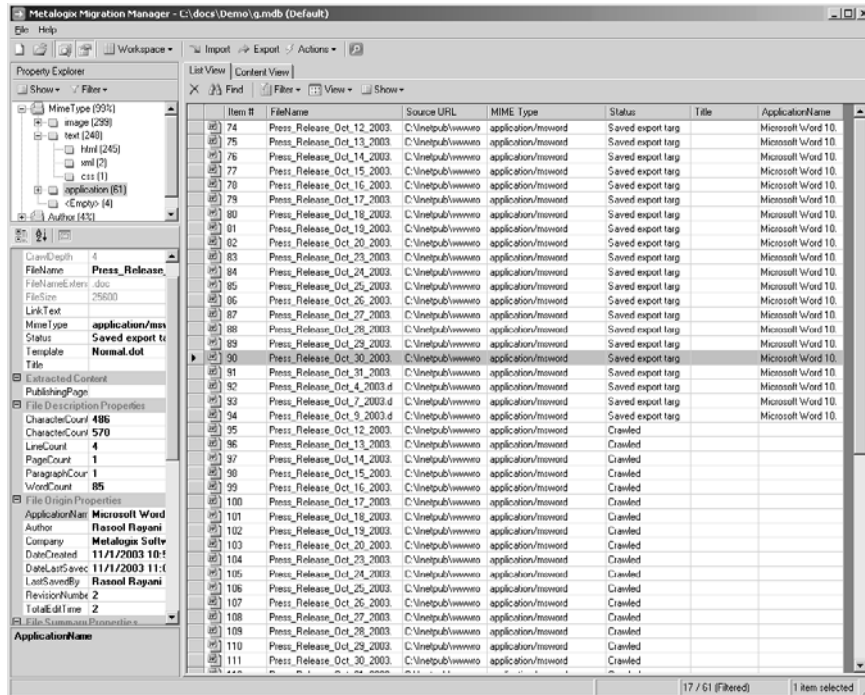 Metalogix Migration Manager - C:\docs\Demo\g.mdb (Default)
File Help
Workspace Import Export Actions
Property Explorer
Show Filter
MimeType (99%)
image (299)
text (248)
html (245)
xml (2)
css (1)
application (61)
<Empty> (4)
Author (4%)
CrawlDepth 4
FileName Press_Release_
FileNameExten .doc
FileSize 25600
LinkText
MimeType application/msw
Status Saved export ta
Template Normal.dot
Title
Extracted Content
PublishingPage
File Description Properties
CharacterCount 486
CharacterCount 570
LineCount 4
PageCount 1
ParagraphCour 1
WordCount 85
File Origin Properties
ApplicationNam Microsoft Word
Author Rasool Rayani
Company Metalogix Softw
DateCreated 11/1/2003 10:5
DateLastSaved 11/1/2003 11:0
LastSavedBy Rasool Rayani
RevisionNumbe 2
TotalEditTime 2
File Summary Properties
ApplicationName
List View Content View
Find Filter View Show
Item # FileName Source URL MIME Type Status Title ApplicationName
74 Press_Release_Oct_12_2003. C:\Inetpub\wwwro application/msword Saved export targ Microsoft Word 10.
75 Press_Release_Oct_13_2003. C:\Inetpub\wwwro application/msword Saved export targ Microsoft Word 10.
76 Press_Release_Oct_14_2003. C:\Inetpub\wwwro application/msword Saved export targ Microsoft Word 10.
77 Press_Release_Oct_15_2003. C:\Inetpub\wwwro application/msword Saved export targ Microsoft Word 10.
78 Press_Release_Oct_16_2003. C:\Inetpub\wwwro application/msword Saved export targ Microsoft Word 10.
79 Press_Release_Oct_17_2003. C:\Inetpub\wwwro application/msword Saved export targ Microsoft Word 10.
80 Press_Release_Oct_18_2003. C:\Inetpub\wwwro application/msword Saved export targ Microsoft Word 10.
81 Press_Release_Oct_19_2003. C:\Inetpub\wwwro application/msword Saved export targ Microsoft Word 10.
82 Press_Release_Oct_20_2003. C:\Inetpub\wwwro application/msword Saved export targ Microsoft Word 10.
83 Press_Release_Oct_23_2003. C:\Inetpub\wwwro application/msword Saved export targ Microsoft Word 10.
84 Press_Release_Oct_24_2003. C:\Inetpub\wwwro application/msword Saved export targ Microsoft Word 10.
85 Press_Release_Oct_25_2003. C:\Inetpub\wwwro application/msword Saved export targ Microsoft Word 10.
86 Press_Release_Oct_26_2003. C:\Inetpub\wwwro application/msword Saved export targ Microsoft Word 10.
87 Press_Release_Oct_27_2003. C:\Inetpub\wwwro application/msword Saved export targ Microsoft Word 10.
88 Press_Release_Oct_28_2003. C:\Inetpub\wwwro application/msword Saved export targ Microsoft Word 10.
89 Press_Release_Oct_29_2003. C:\Inetpub\wwwro application/msword Saved export targ Microsoft Word 10.
90 Press_Release_Oct_30_2003. C:\Inetpub\wwwro application/msword Saved export targ Microsoft Word 10.
91 Press_Release_Oct_31_2003. C:\Inetpub\wwwro application/msword Saved export targ Microsoft Word 10.
92 Press_Release_Oct_4_2003.d C:\Inetpub\wwwro application/msword Saved export targ Microsoft Word 10.
93 Press_Release_Oct_7_2003.d C:\Inetpub\wwwro application/msword Saved export targ Microsoft Word 10.
94 Press_Release_Oct_9_2003.d C:\Inetpub\wwwro application/msword Saved export targ Microsoft Word 10.
95 Press_Release_Oct_12_2003. C:\Inetpub\wwwro application/msword Crawled
96 Press_Release_Oct_13_2003. C:\Inetpub\wwwro application/msword Crawled
97 Press_Release_Oct_14_2003. C:\Inetpub\wwwro application/msword Crawled
98 Press_Release_Oct_15_2003. C:\Inetpub\wwwro application/msword Crawled
99 Press_Release_Oct_16_2003. C:\Inetpub\wwwro application/msword Crawled
100 Press_Release_Oct_17_2003. C:\Inetpub\wwwro application/msword Crawled
101 Press_Release_Oct_18_2003. C:\Inetpub\wwwro application/msword Crawled
102 Press_Release_Oct_19_2003. C:\Inetpub\wwwro application/msword Crawled
103 Press_Release_Oct_20_2003. C:\Inetpub\wwwro application/msword Crawled
104 Press_Release_Oct_23_2003. C:\Inetpub\wwwro application/msword Crawled
105 Press_Release_Oct_24_2003. C:\Inetpub\wwwro application/msword Crawled
106 Press_Release_Oct_25_2003. C:\Inetpub\wwwro application/msword Crawled
107 Press_Release_Oct_26_2003. C:\Inetpub\wwwro application/msword Crawled
108 Press_Release_Oct_27_2003. C:\Inetpub\wwwro application/msword Crawled
109 Press_Release_Oct_28_2003. C:\Inetpub\wwwro application/msword Crawled
110 Press_Release_Oct_29_2003. C:\Inetpub\wwwro application/msword Crawled
111 Press_Release_Oct_30_2003. C:\Inetpub\wwwro application/msword Crawled
17 / 61 (Filtered) 1 item selected